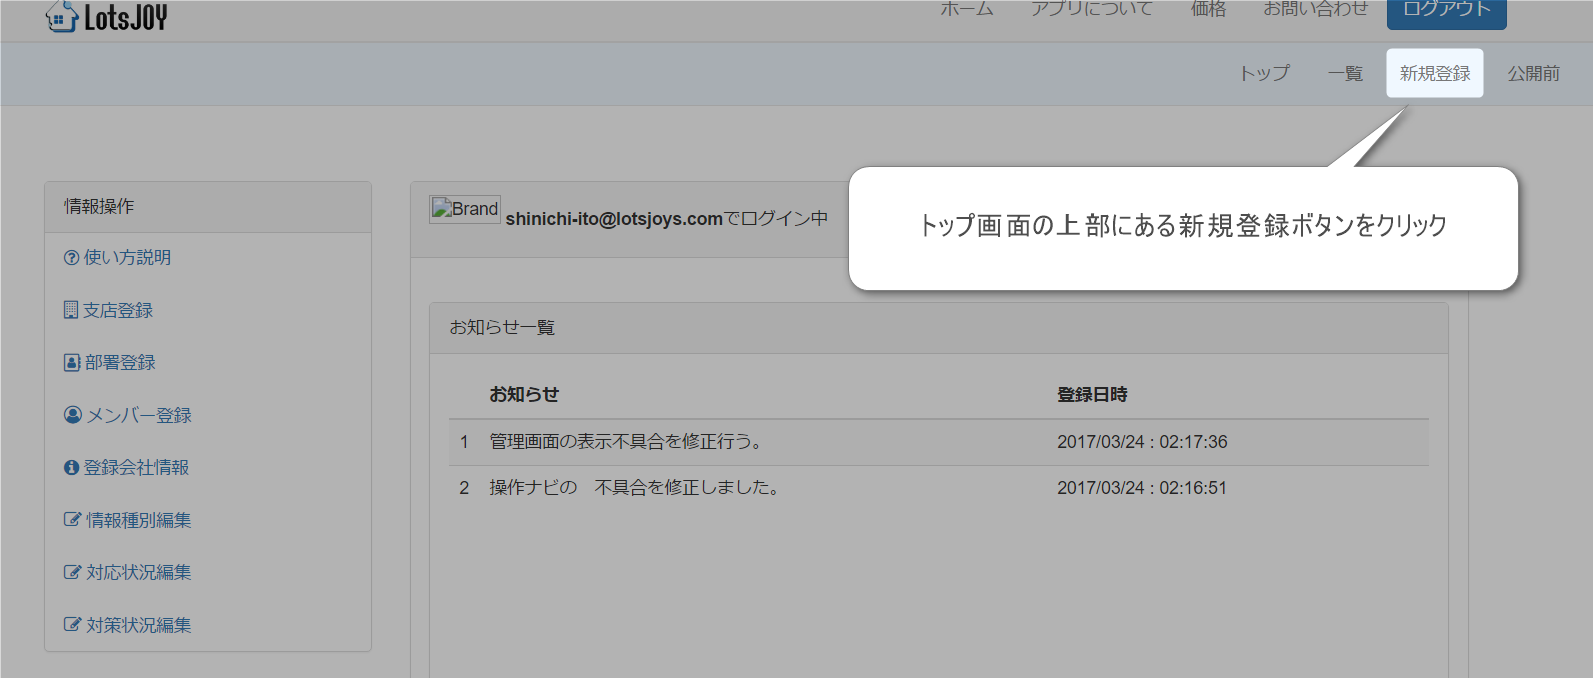 LotsJOY
ホーム アプリについて 価格 お問い合わせ ログアウト
トップ 一覧 新規登録 公開前
トップ画面の上部にある新規登録ボタンをクリック
情報操作
使い方説明
支店登録
部署登録
メンバー登録
登録会社情報
情報種別編集
対応状況編集
対策状況編集
Brand shinichi-ito@lotsjoys.comでログイン中
お知らせ一覧
お知らせ 登録日時
1 管理画面の表示不具合を修正行う。 2017/03/24 : 02:17:36
2 操作ナビの　不具合を修正しました。 2017/03/24 : 02:16:51